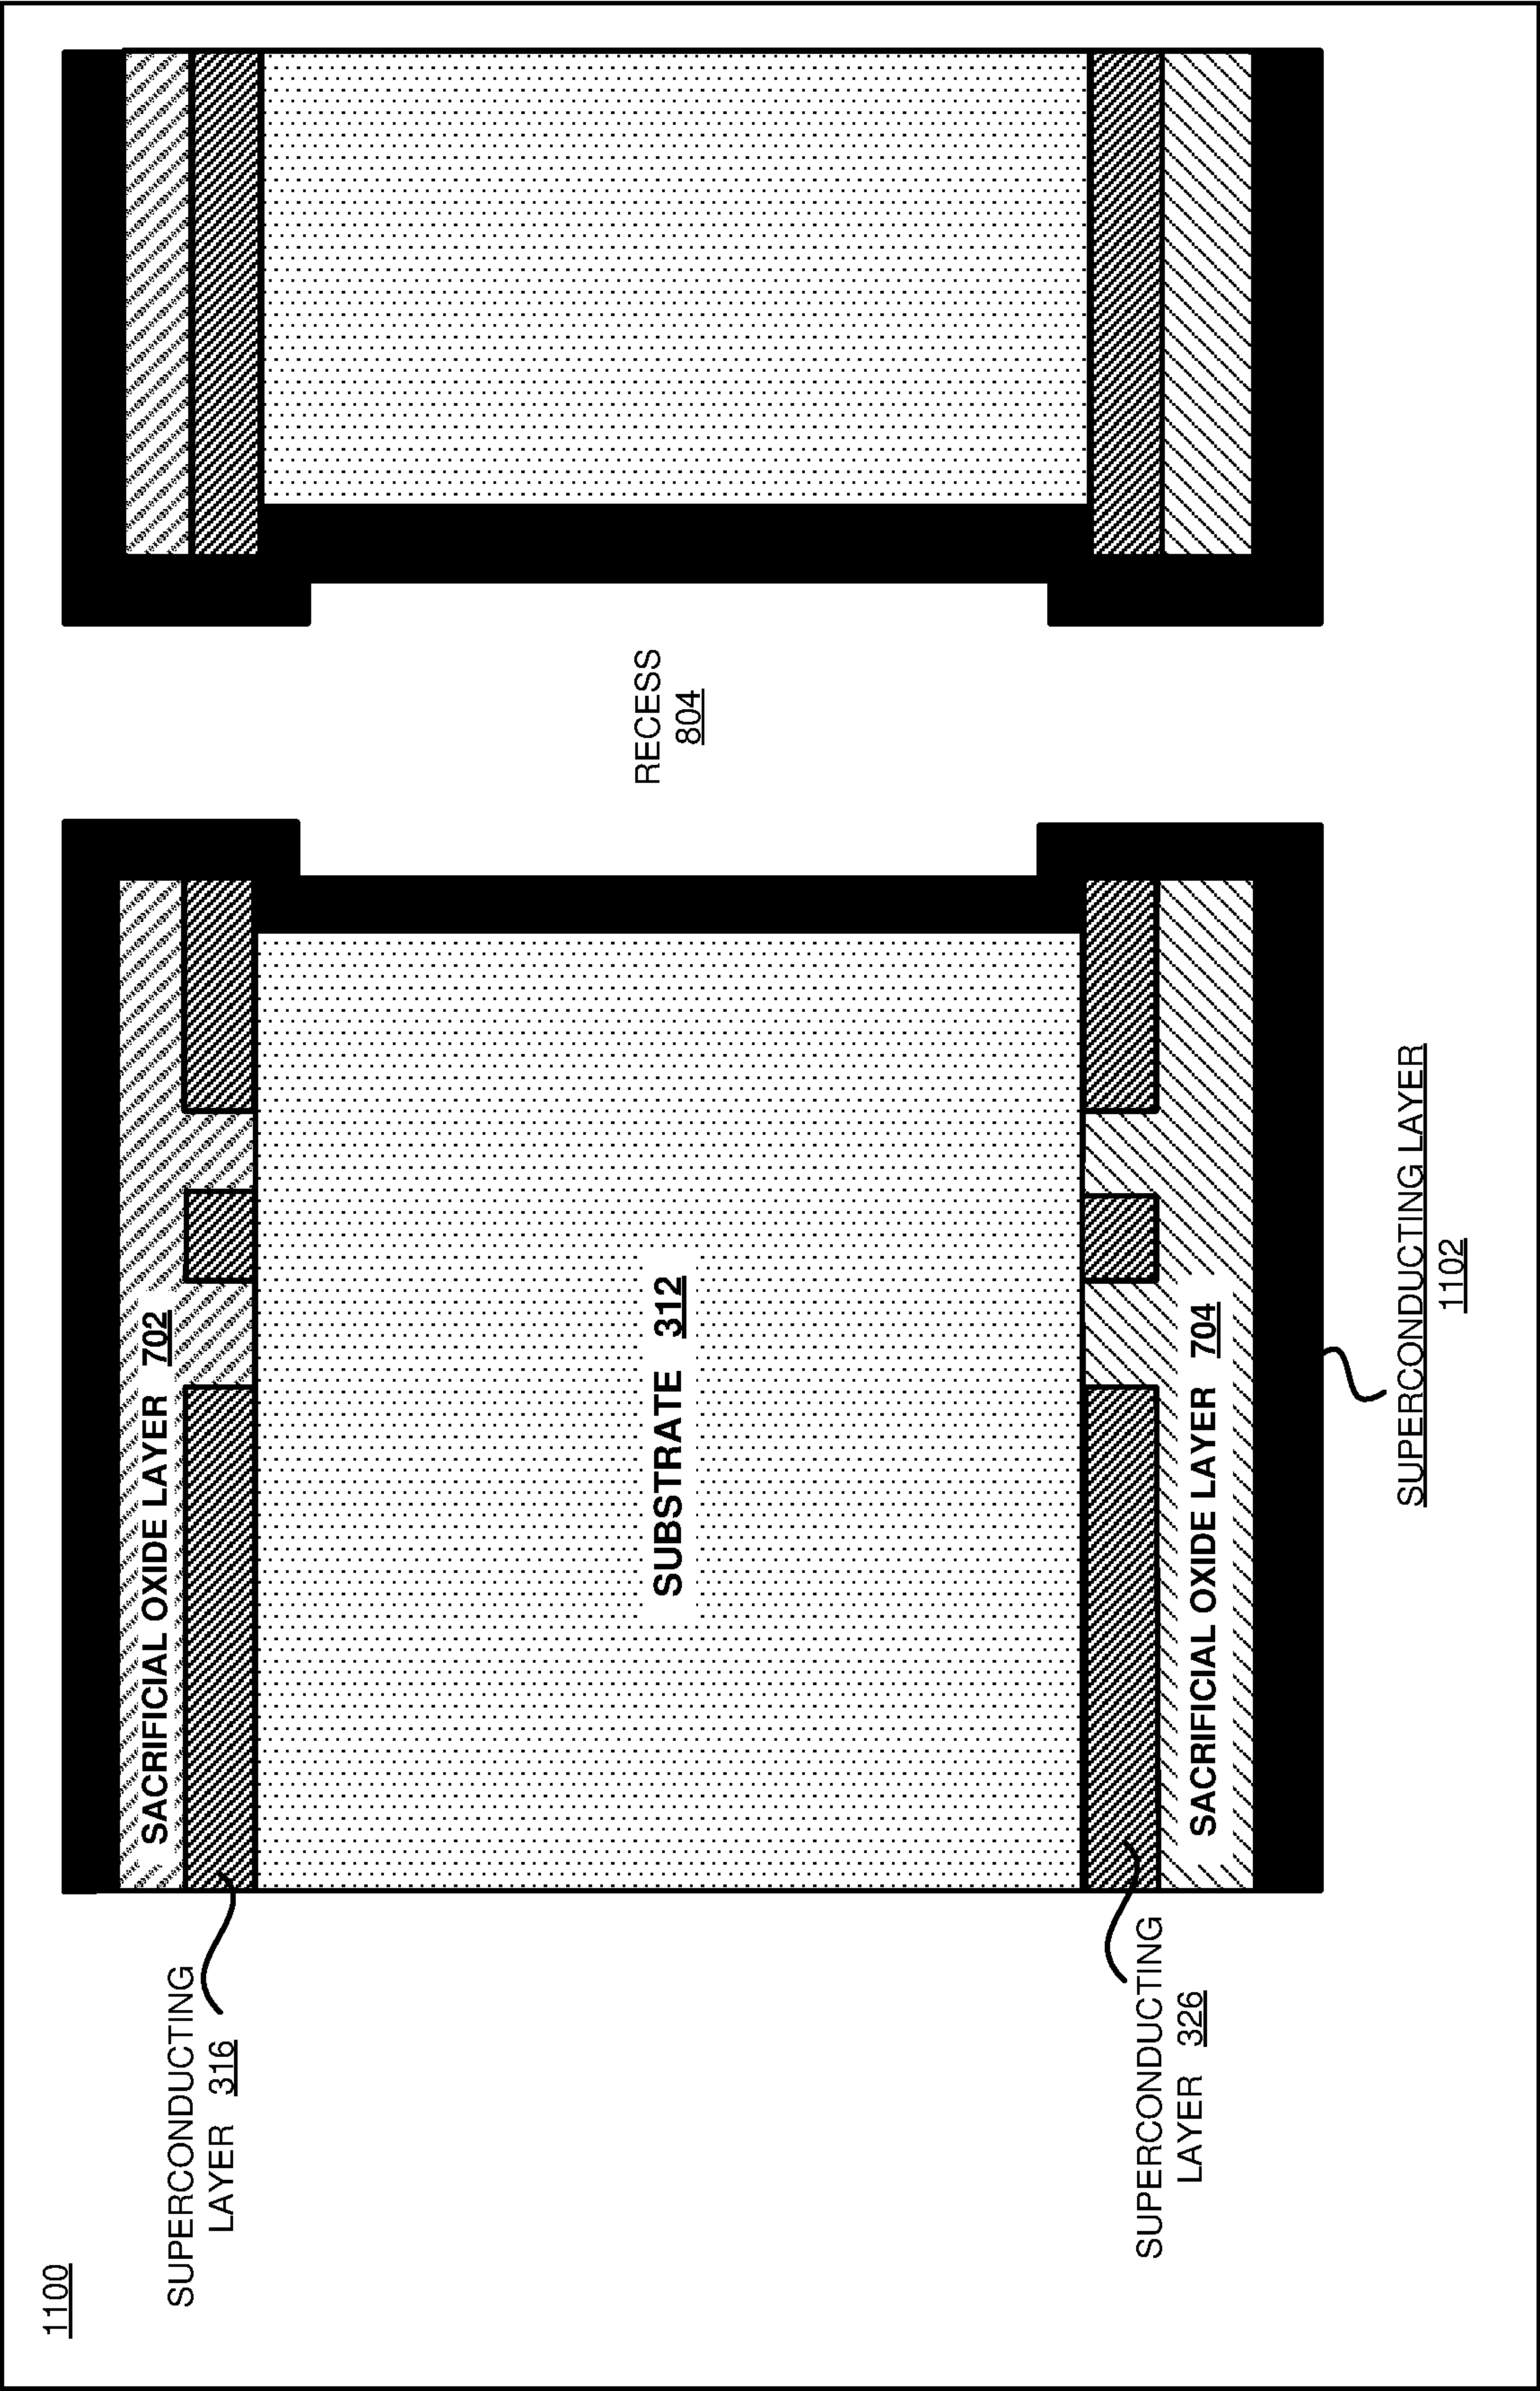 1100
SUPERCONDUCTING
LAYER 316
SACRIFICIAL OXIDE LAYER 702
RECESS
804
SUBSTRATE 312
SUPERCONDUCTING
LAYER 326
SACRIFICIAL OXIDE LAYER 704
SUPERCONDUCTING LAYER
1102